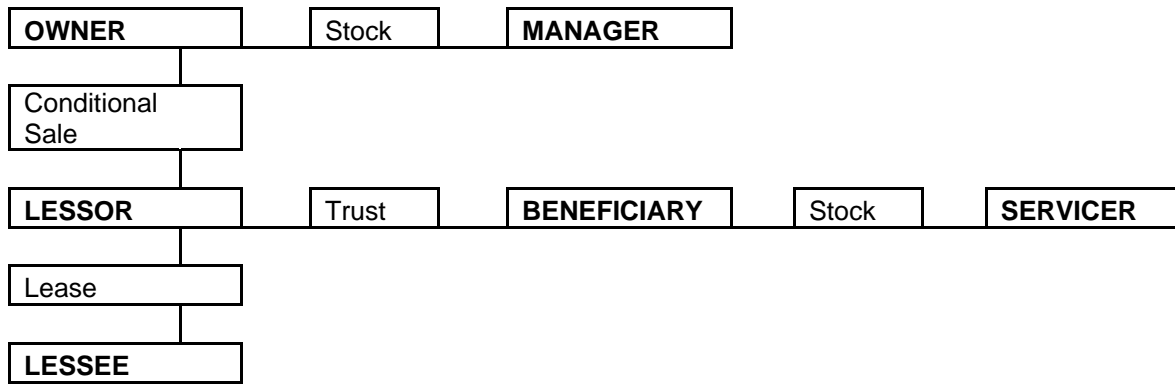 OWNER Stock MANAGER
Conditional
Sale
LESSOR Trust BENEFICIARY Stock SERVICER
Lease
LESSEE